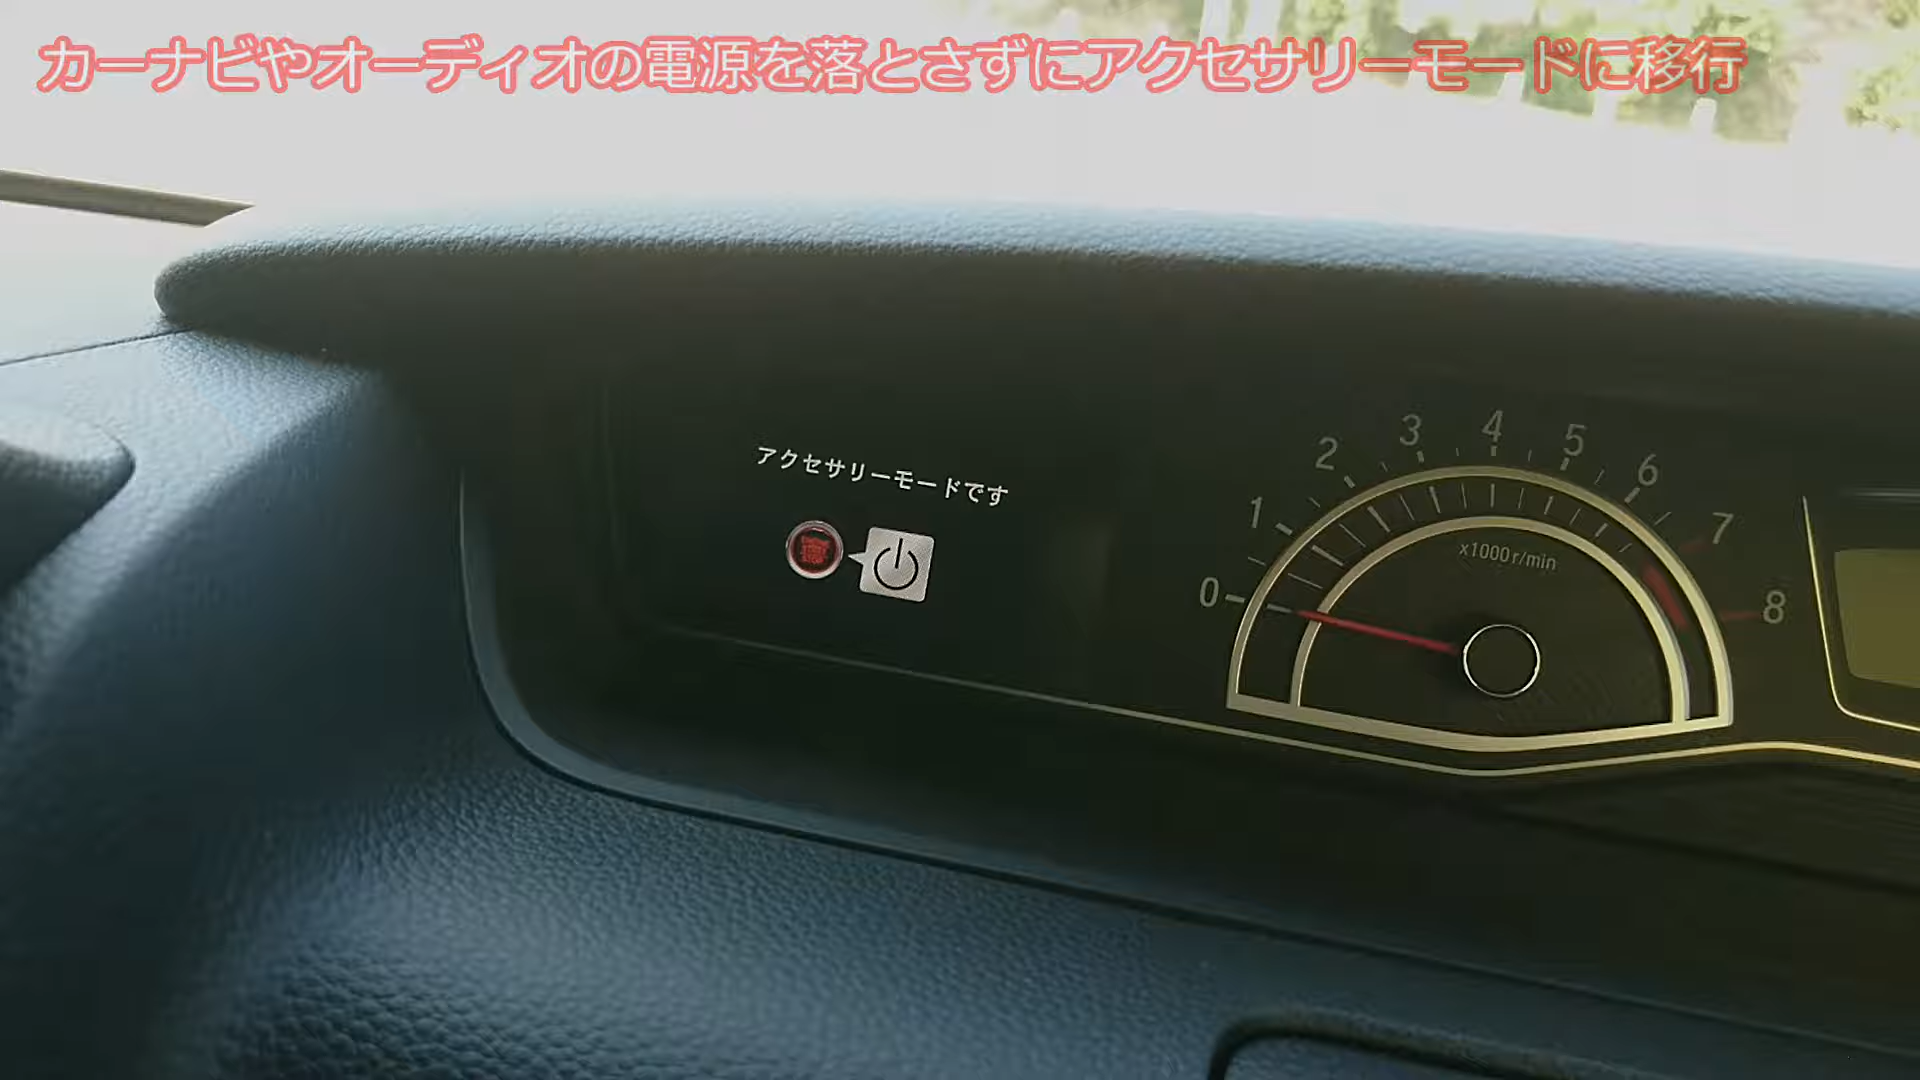 カーナビやオーディオの電源を落とさずにアクセサリーモードに移行
アクセサリーモードです
0 1 2 3 4 5 6 7 8
x1000r/min